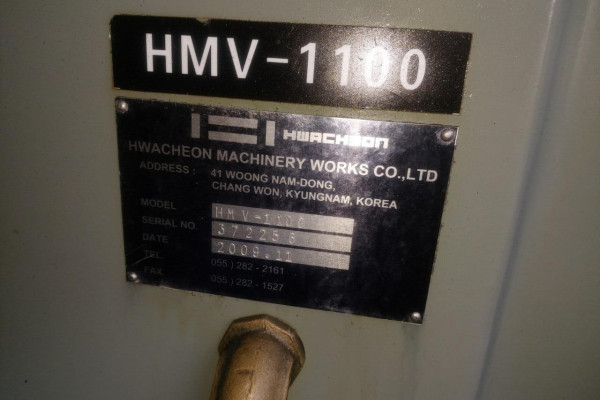 HMV-1100
HWACHEON
HWACHEON MACHINERY WORKS CO.,LTD
ADDRESS : 41 WOONG NAM-DONG,
CHANG WON, KYUNGNAM, KOREA
MODEL HMV-1100
SERIAL NO. 372258
DATE 2009.11
TEL. 055 ) 282 - 2161
FAX 055 ) 282 - 1527